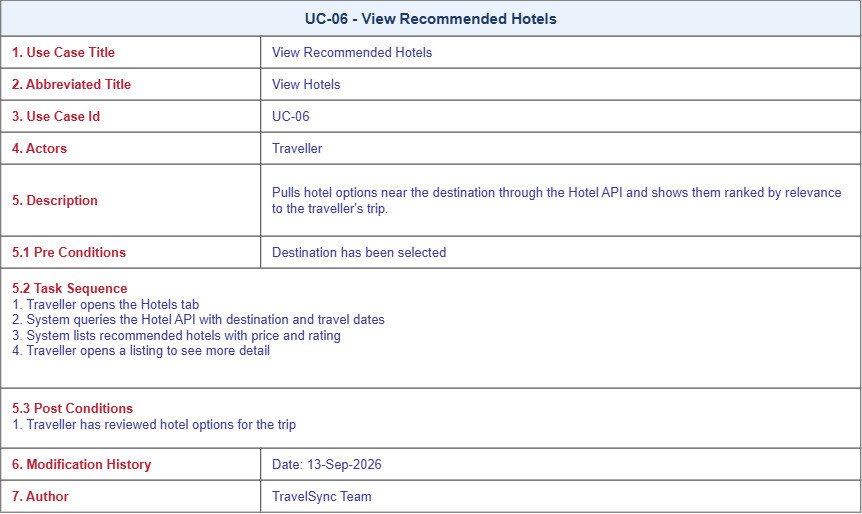 UC-06 - View Recommended Hotels
1. Use Case Title
View Recommended Hotels
2. Abbreviated Title
View Hotels
3. Use Case Id
UC-06
4. Actors
Traveller
5. Description
Pulls hotel options near the destination through the Hotel API and shows them ranked by relevance
to the traveller's trip.
5.1 Pre Conditions
Destination has been selected
5.2 Task Sequence
1. Traveller opens the Hotels tab
2. System queries the Hotel API with destination and travel dates
3. System lists recommended hotels with price and rating
4. Traveller opens a listing to see more detail
5.3 Post Conditions
1. Traveller has reviewed hotel options for the trip
6. Modification History
Date: 13-Sep-2026
7. Author
TravelSync Team